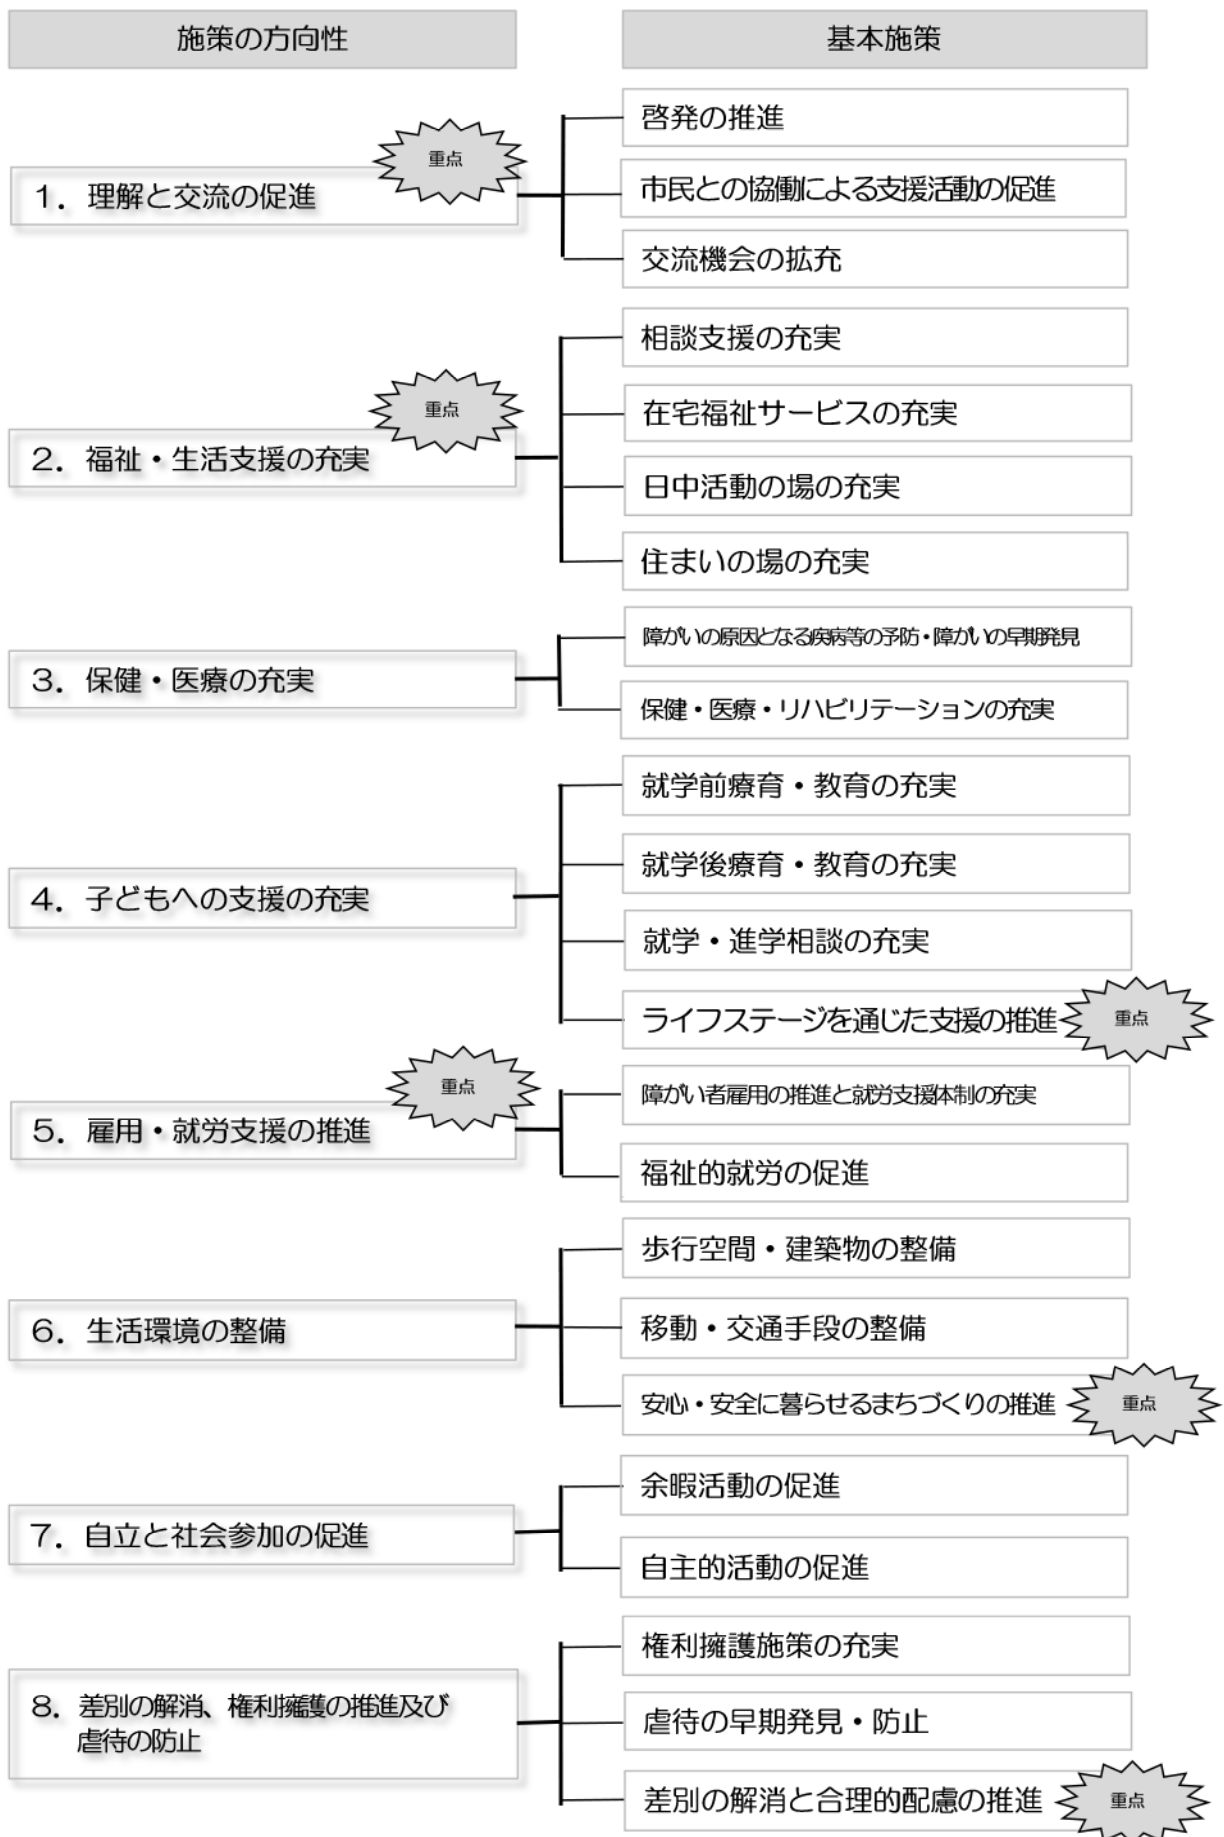 施策の方向性
基本施策
重点
1．理解と交流の促進
啓発の推進
市民との協働による支援活動の促進
交流機会の拡充
重点
2．福祉・生活支援の充実
相談支援の充実
在宅福祉サービスの充実
日中活動の場の充実
住まいの場の充実
3．保健・医療の充実
障がいの原因となる疾病等の予防・障がいの早期発見
保健・医療・リハビリテーションの充実
4．子どもへの支援の充実
就学前療育・教育の充実
就学後療育・教育の充実
就学・進学相談の充実
ライフステージを通じた支援の推進
重点
重点
5．雇用・就労支援の推進
障がい者雇用の推進と就労支援体制の充実
福祉的就労の促進
6．生活環境の整備
歩行空間・建築物の整備
移動・交通手段の整備
安心・安全に暮らせるまちづくりの推進
重点
7．自立と社会参加の促進
余暇活動の促進
自主的活動の促進
8．差別の解消、権利擁護の推進及び
虐待の防止
権利擁護施策の充実
虐待の早期発見・防止
差別の解消と合理的配慮の推進
重点